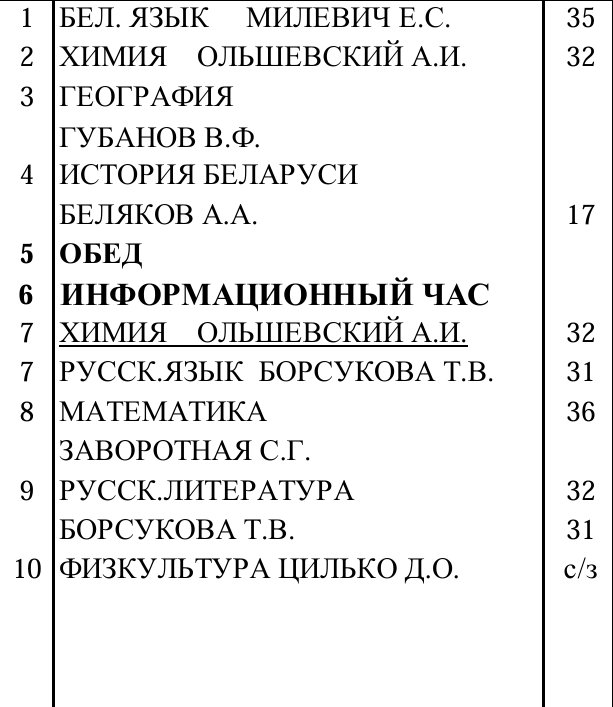 1 БЕЛ. ЯЗЫК МИЛЕВИЧ Е.С. 35
2 ХИМИЯ ОЛЬШЕВСКИЙ А.И. 32
3 ГЕОГРАФИЯ
ГУБАНОВ В.Ф.
4 ИСТОРИЯ БЕЛАРУСИ
БЕЛЯКОВ А.А. 17
5 ОБЕД
6 ИНФОРМАЦИОННЫЙ ЧАС
7 ХИМИЯ ОЛЬШЕВСКИЙ А.И. 32
7 РУССК.ЯЗЫК БОРСУКОВА Т.В. 31
8 МАТЕМАТИКА 36
ЗАВОРОТНАЯ С.Г.
9 РУССК.ЛИТЕРАТУРА 32
БОРСУКОВА Т.В. 31
10 ФИЗКУЛЬТУРА ЦИЛЬКО Д.О. с/з